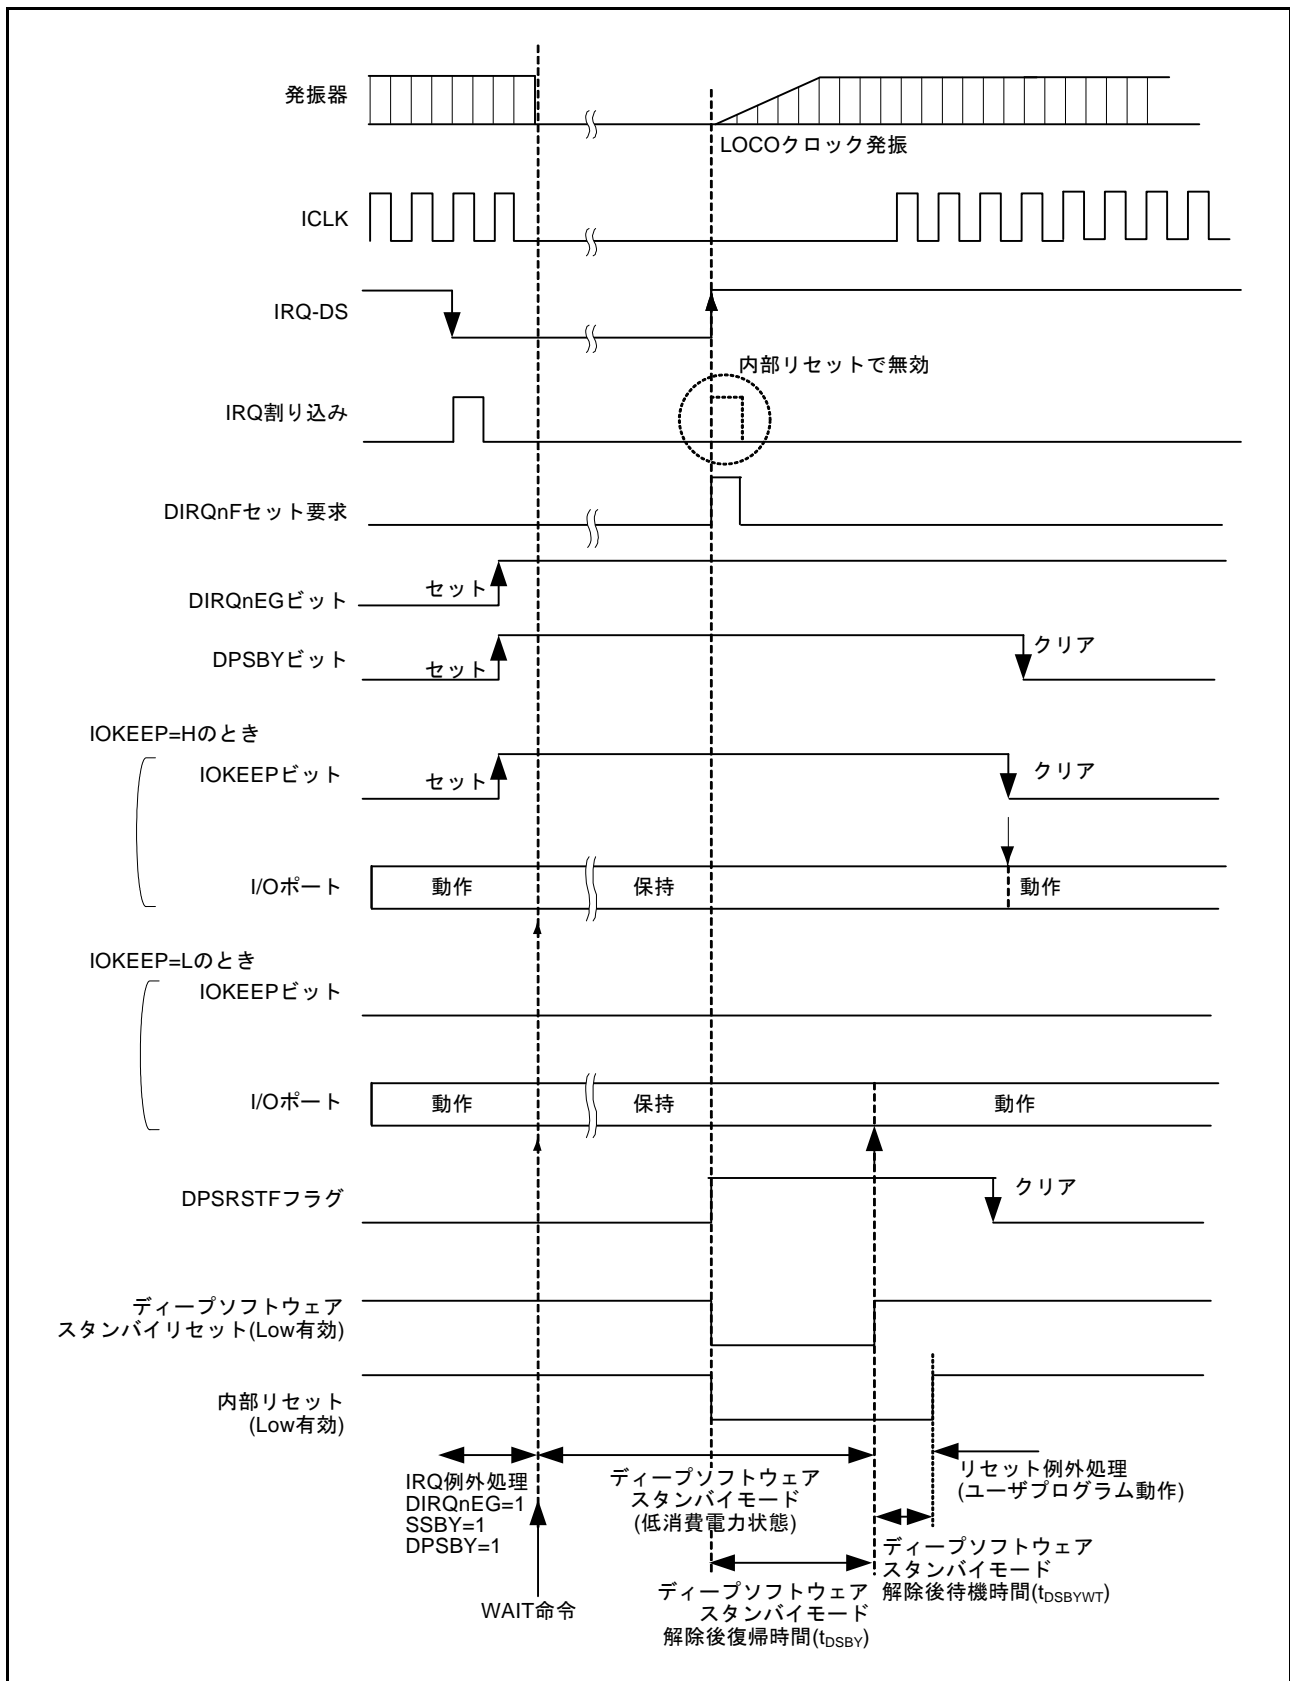 発振器
LOCOクロック発振
ICLK
IRQ-DS
内部リセットで無効
IRQ割り込み
DIRQnFセット要求
セット
DIRQnEGビット
クリア
DPSBYビット
セット
IOKEEP=Hのとき
IOKEEPビット
セット
クリア
I/Oポート
動作
保持
動作
IOKEEP=Lのとき
IOKEEPビット
I/Oポート
動作
保持
動作
DPSRSTFフラグ
クリア
ディープソフトウェア
スタンバイリセット(Low有効)
内部リセット
(Low有効)
IRQ例外処理
DIRQnEG=1
SSBY=1
DPSBY=1
ディープソフトウェア
スタンバイモード
(低消費電力状態)
リセット例外処理
(ユーザプログラム動作)
WAIT命令
ディープソフトウェア
スタンバイモード
解除後復帰時間(tDSBY)
ディープソフトウェア
スタンバイモード
解除後待機時間(tDSBYWT)